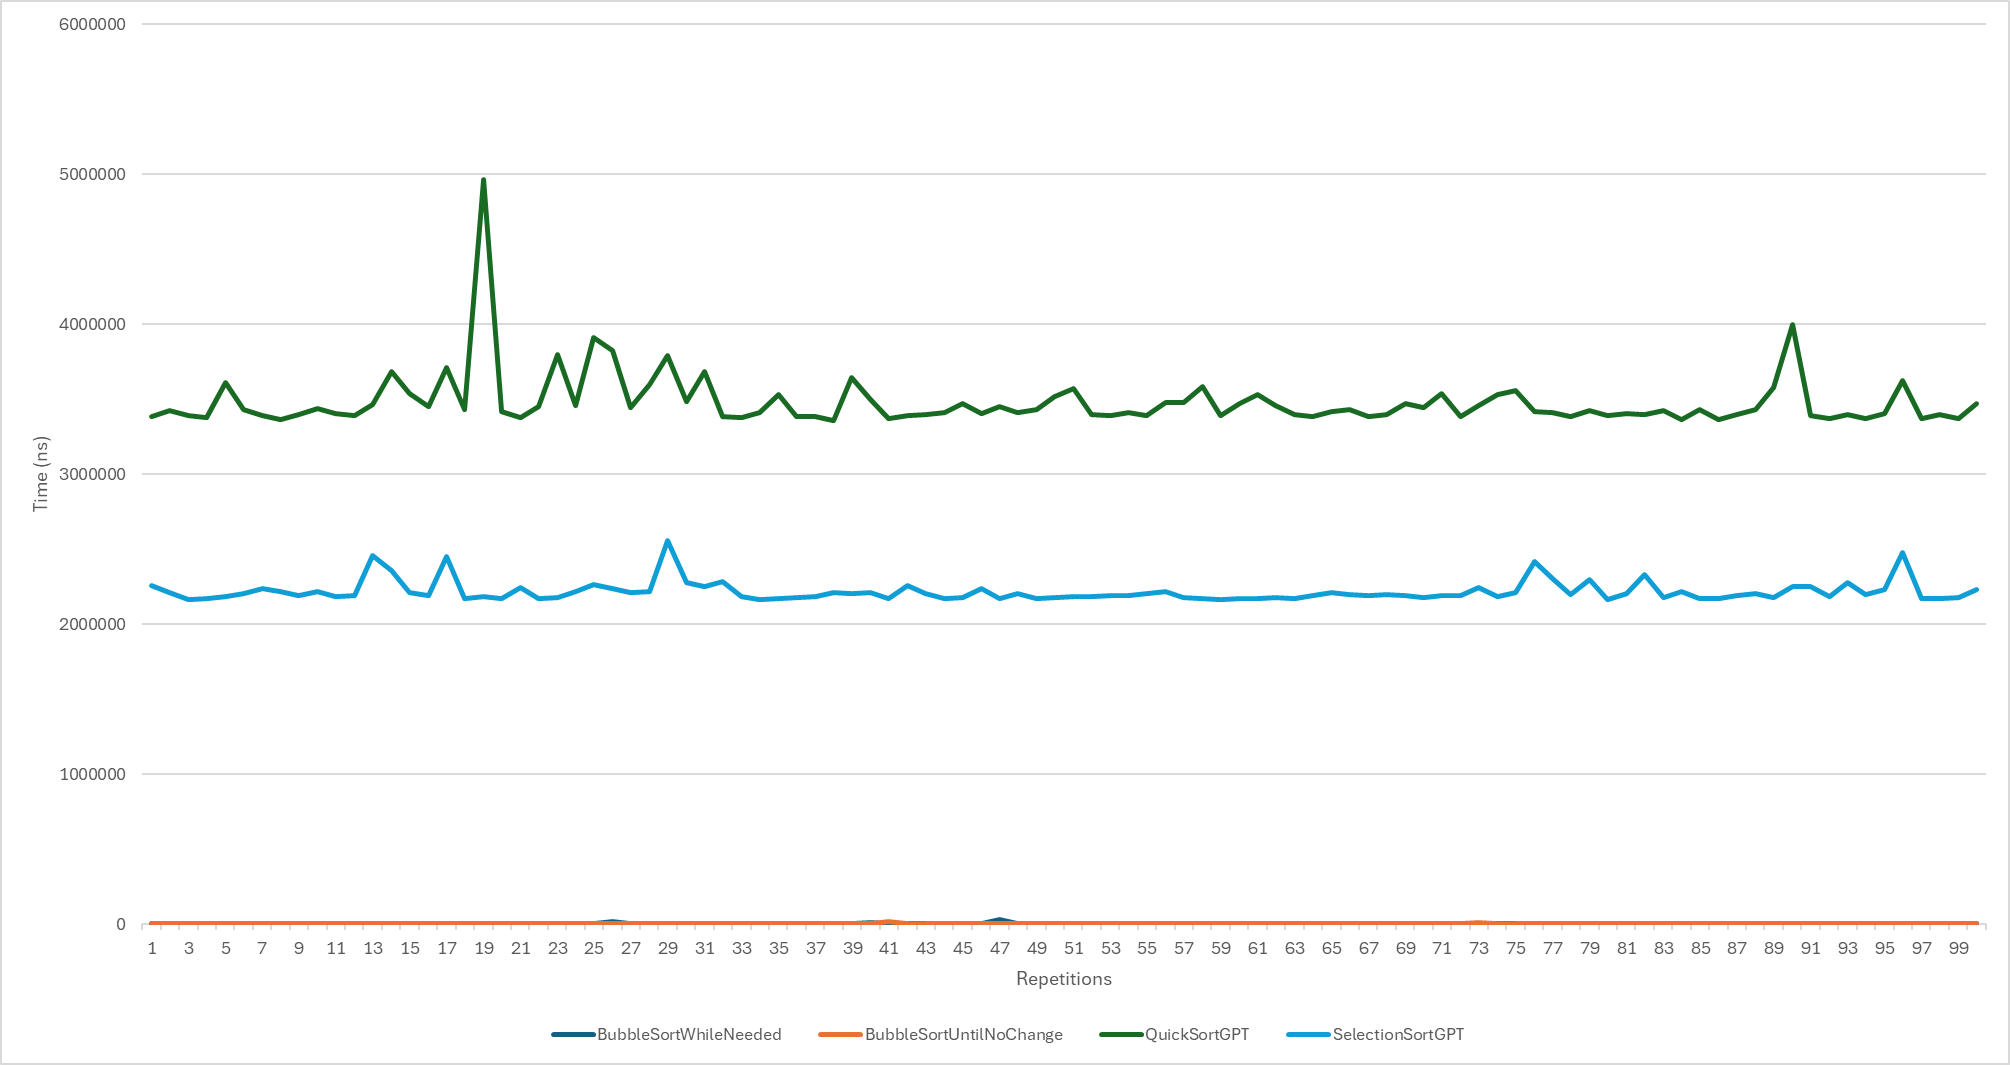 6000000
5000000
4000000
3000000
2000000
1000000
0
Time (ns)
1 3 5 7 9 11 13 15 17 19 21 23 25 27 29 31 33 35 37 39 41 43 45 47 49 51 53 55 57 59 61 63 65 67 69 71 73 75 77 79 81 83 85 87 89 91 93 95 97 99
Repetitions
BubbleSortWhileNeeded BubbleSortUntilNoChange QuickSortGPT SelectionSortGPT